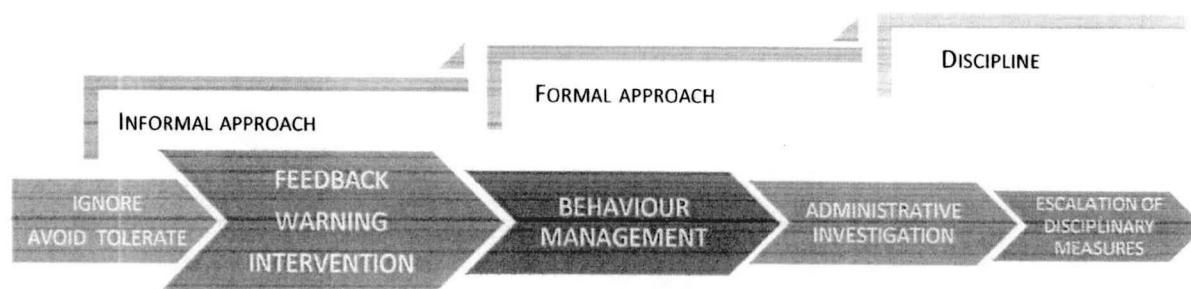 DISCIPLINE
FORMAL APPROACH
INFORMAL APPROACH
IGNORE
AVOID TOLERATE
FEEDBACK
WARNING
INTERVENTION
BEHAVIOUR
MANAGEMENT
ADMINISTRATIVE
INVESTIGATION
ESCALATION OF
DISCIPLINARY
MEASURES